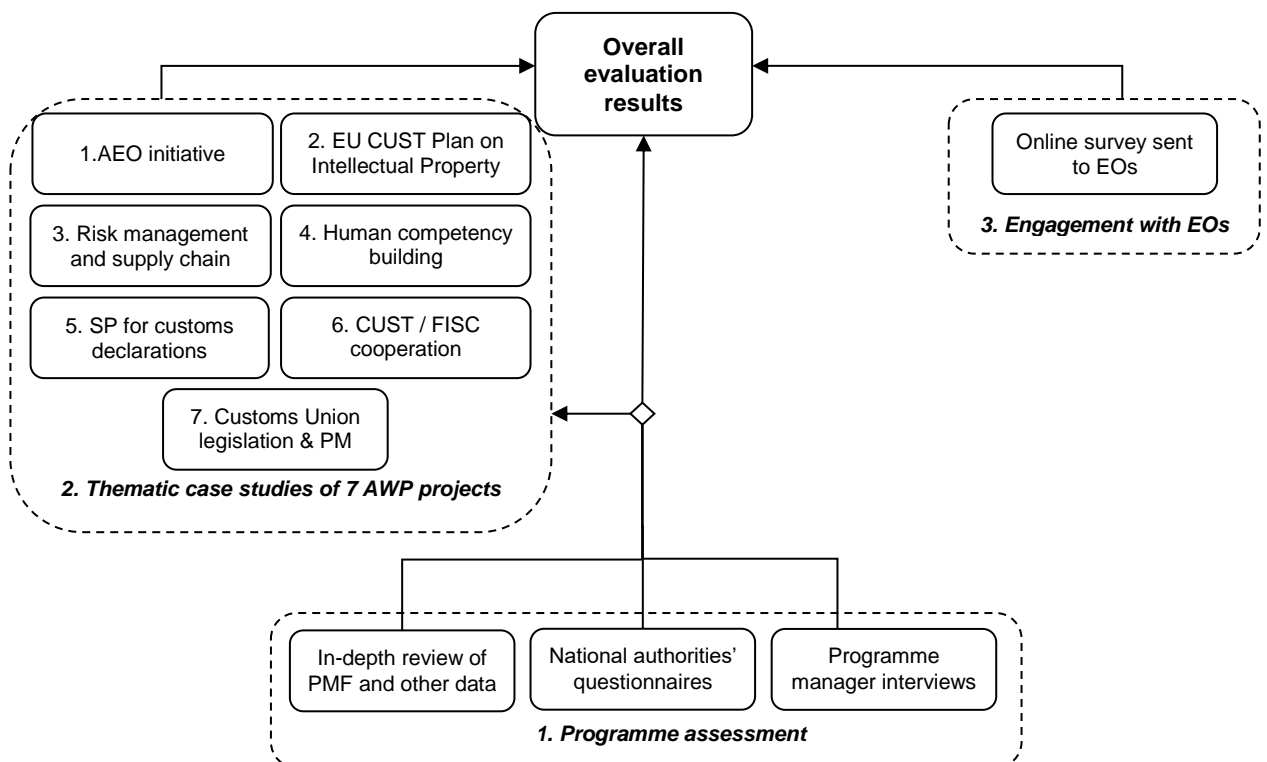 Overall
evaluation
results
1.AEO initiative
2. EU CUST Plan on
Intellectual Property
3. Risk management
and supply chain
4. Human competency
building
5. SP for customs
declarations
6. CUST / FISC
cooperation
7. Customs Union
legislation & PM
2. Thematic case studies of 7 AWP projects
Online survey sent
to EOs
3. Engagement with EOs
In-depth review of
PMF and other data
National authorities’
questionnaires
Programme
manager interviews
1. Programme assessment